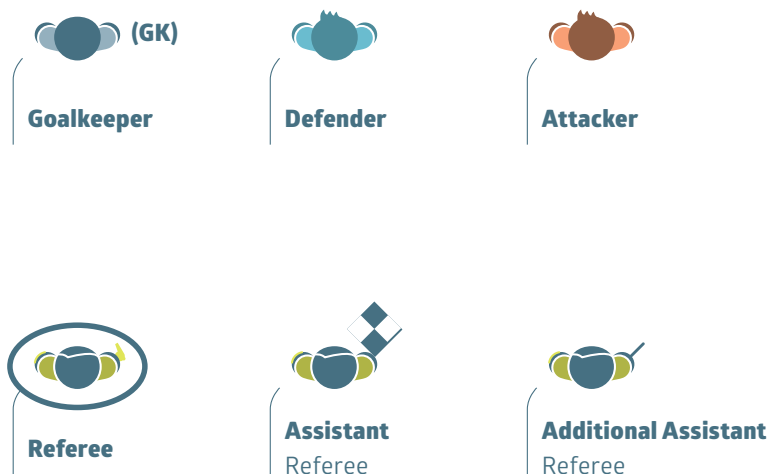 (GK)
Goalkeeper
Defender
Attacker
Referee
Assistant
Referee
Additional Assistant
Referee